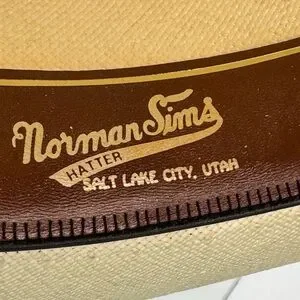 Norman Sims
HATTER
SALT LAKE CITY, UTAH